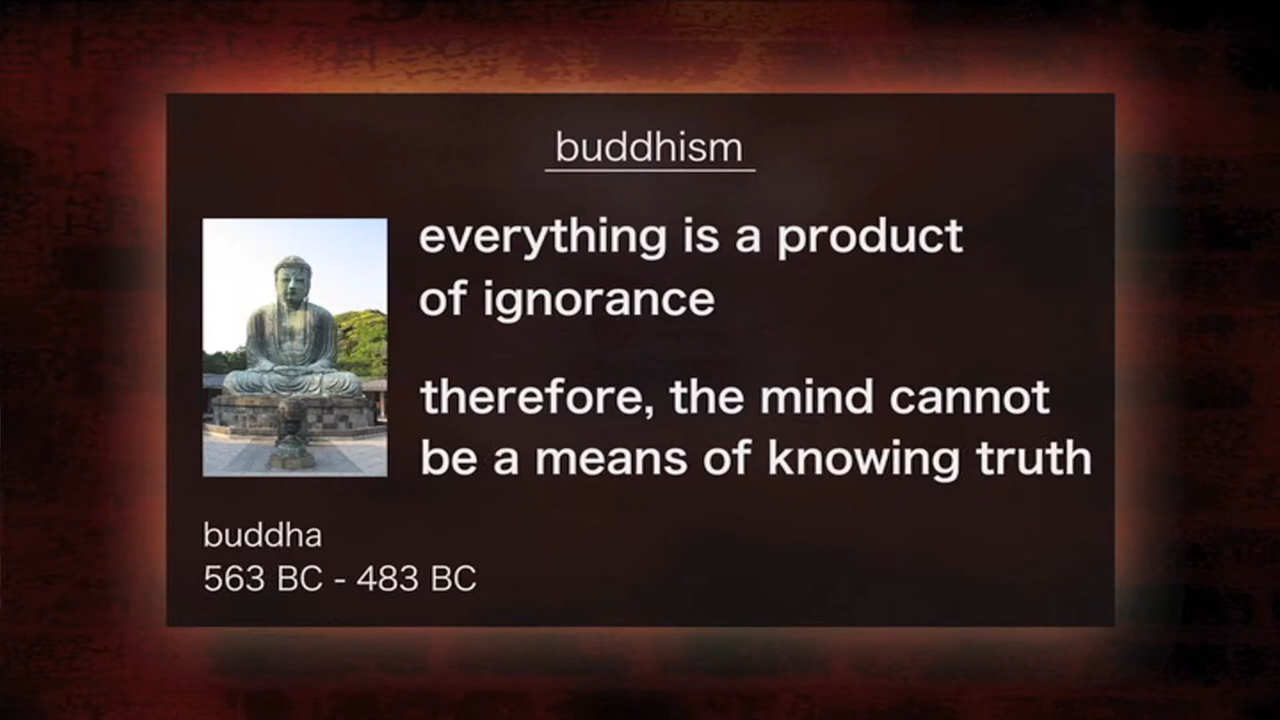 buddhism
everything is a product
of ignorance
therefore, the mind cannot
be a means of knowing truth
buddha
563 BC - 483 BC